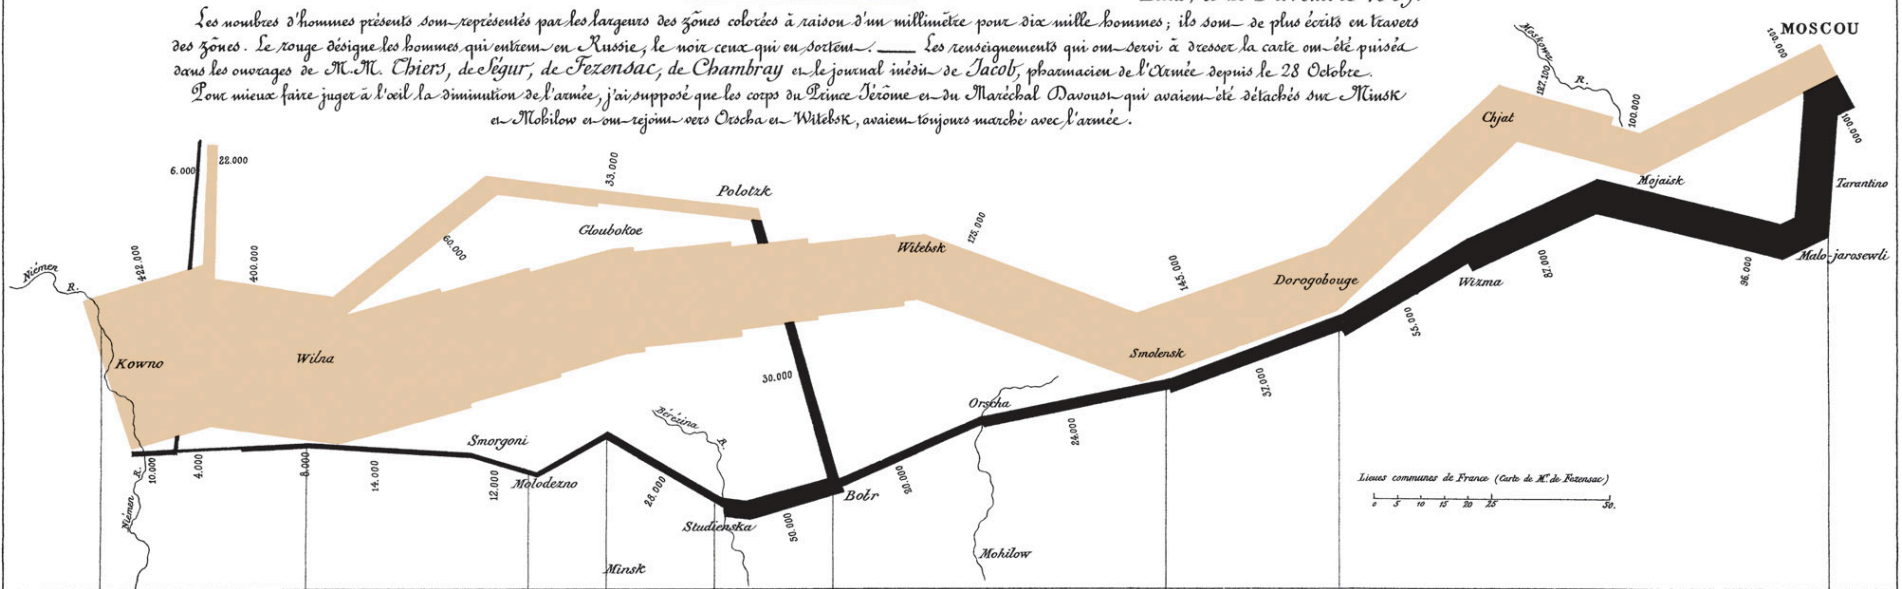 Les nombres d'hommes présents sont représentés par les largeurs des zônes colorées à raison d'un millimètre pour dix mille hommes; ils sont de plus écrits en travers
des zônes. Le rouge désigne les hommes qui entrent en Russie, le noir ceux qui en sortent. ___ Les renseignements qui ont servi à dresser la carte ont été puisés
dans les ouvrages de M.M. Thiers, de Ségur, de Fezensac, de Chambray et le journal inédit de Jacob, pharmacien de l'Armée depuis le 28 Octobre.
Pour mieux faire juger à l'œil la diminution de l'armée, j'ai supposé que les corps du Prince Jérôme et du Maréchal Davoust qui avaient été détachés sur Minsk
et Mohilow et ont rejoint vers Orscha et Witebsk, avaient toujours marché avec l'armée.
MOSCOU
100.000
Moskowa R.
127.100
100.000
Chjat
Mojaisk
100.000
Tarantino
Malo-jarosewli
96.000
87.000
Wizma
55.000
Dorogobouge
145.000
Smolensk
37.000
175.000
Witebsk
Polotzk
33.000
Gloubokoe
60.000
22.000
6.000
400.000
422.000
Niémen R.
Kowno
Wilna
30.000
Orscha
24.000
Bérézina R.
Smorgoni
Molodezno
Studienska
Bobr
20.000
50.000
28.000
12.000
14.000
8.000
4.000
10.000
Niémen R.
Minsk
Mohilow
Lieues communes de France (Carte de M. de Fezensac)
0 5 10 15 20 25 50.